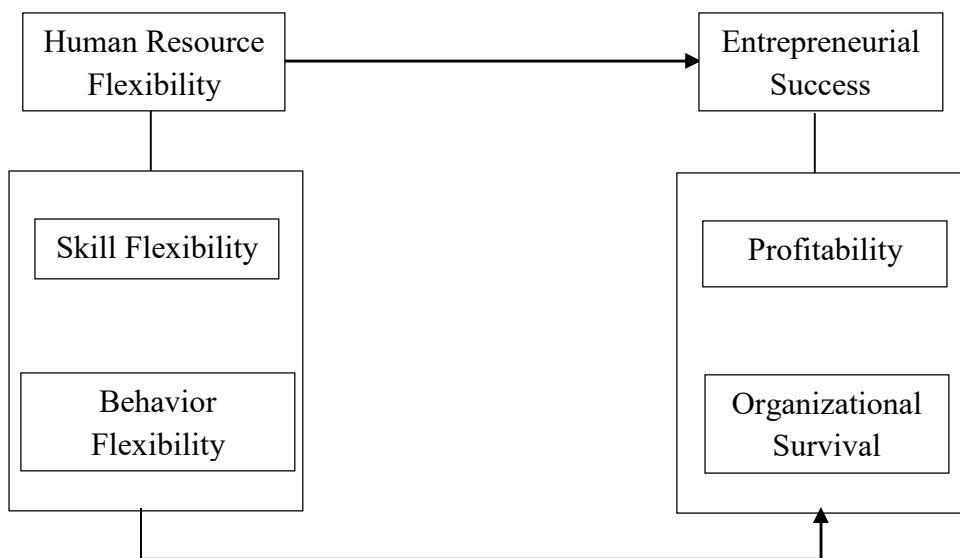 Human Resource
Flexibility
Entrepreneurial
Success
Skill Flexibility
Profitability
Behavior
Flexibility
Organizational
Survival